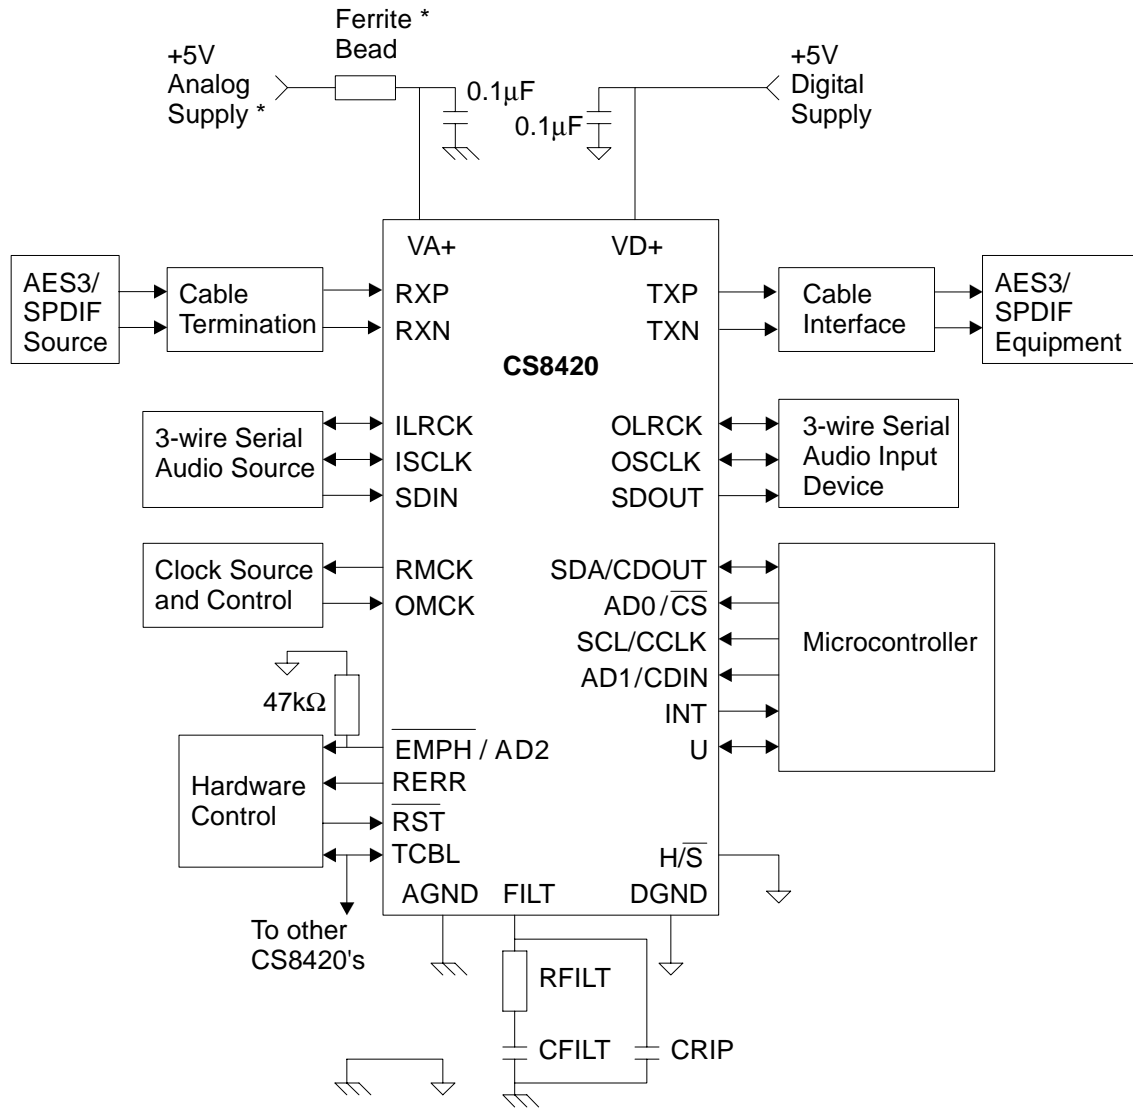 Ferrite *
Bead
+5V
Analog
Supply *
+5V
Digital
Supply
0.1µF
0.1µF
VA+
VD+
AES3/
SPDIF
Source
Cable
Termination
RXP
RXN
TXP
TXN
Cable
Interface
AES3/
SPDIF
Equipment
CS8420
3-wire Serial
Audio Source
ILRCK
ISCLK
SDIN
OLRCK
OSCLK
SDOUT
3-wire Serial
Audio Input
Device
Clock Source
and Control
RMCK
OMCK
SDA/CDOUT
AD0/C̅S̅
SCL/CCLK
AD1/CDIN
INT
U
Microcontroller
47kΩ
Hardware
Control
E̅M̅P̅H̅ / AD2
RERR
R̅S̅T̅
TCBL
H/S̅
AGND
FILT
DGND
To other
CS8420's
RFILT
CFILT
CRIP